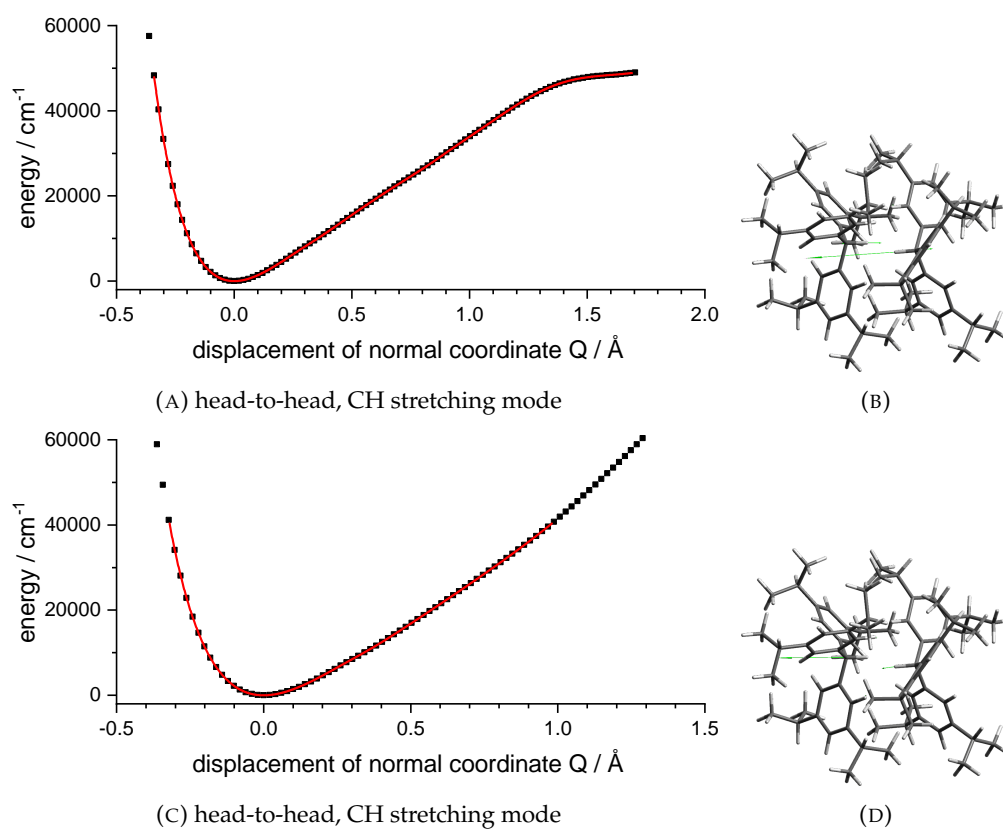 60000
40000
20000
0
energy / cm-1
-0.5 0.0 0.5 1.0 1.5 2.0
displacement of normal coordinate Q / Å
(A) head-to-head, CH stretching mode
(B)
60000
40000
20000
0
energy / cm-1
-0.5 0.0 0.5 1.0 1.5
displacement of normal coordinate Q / Å
(C) head-to-head, CH stretching mode
(D)